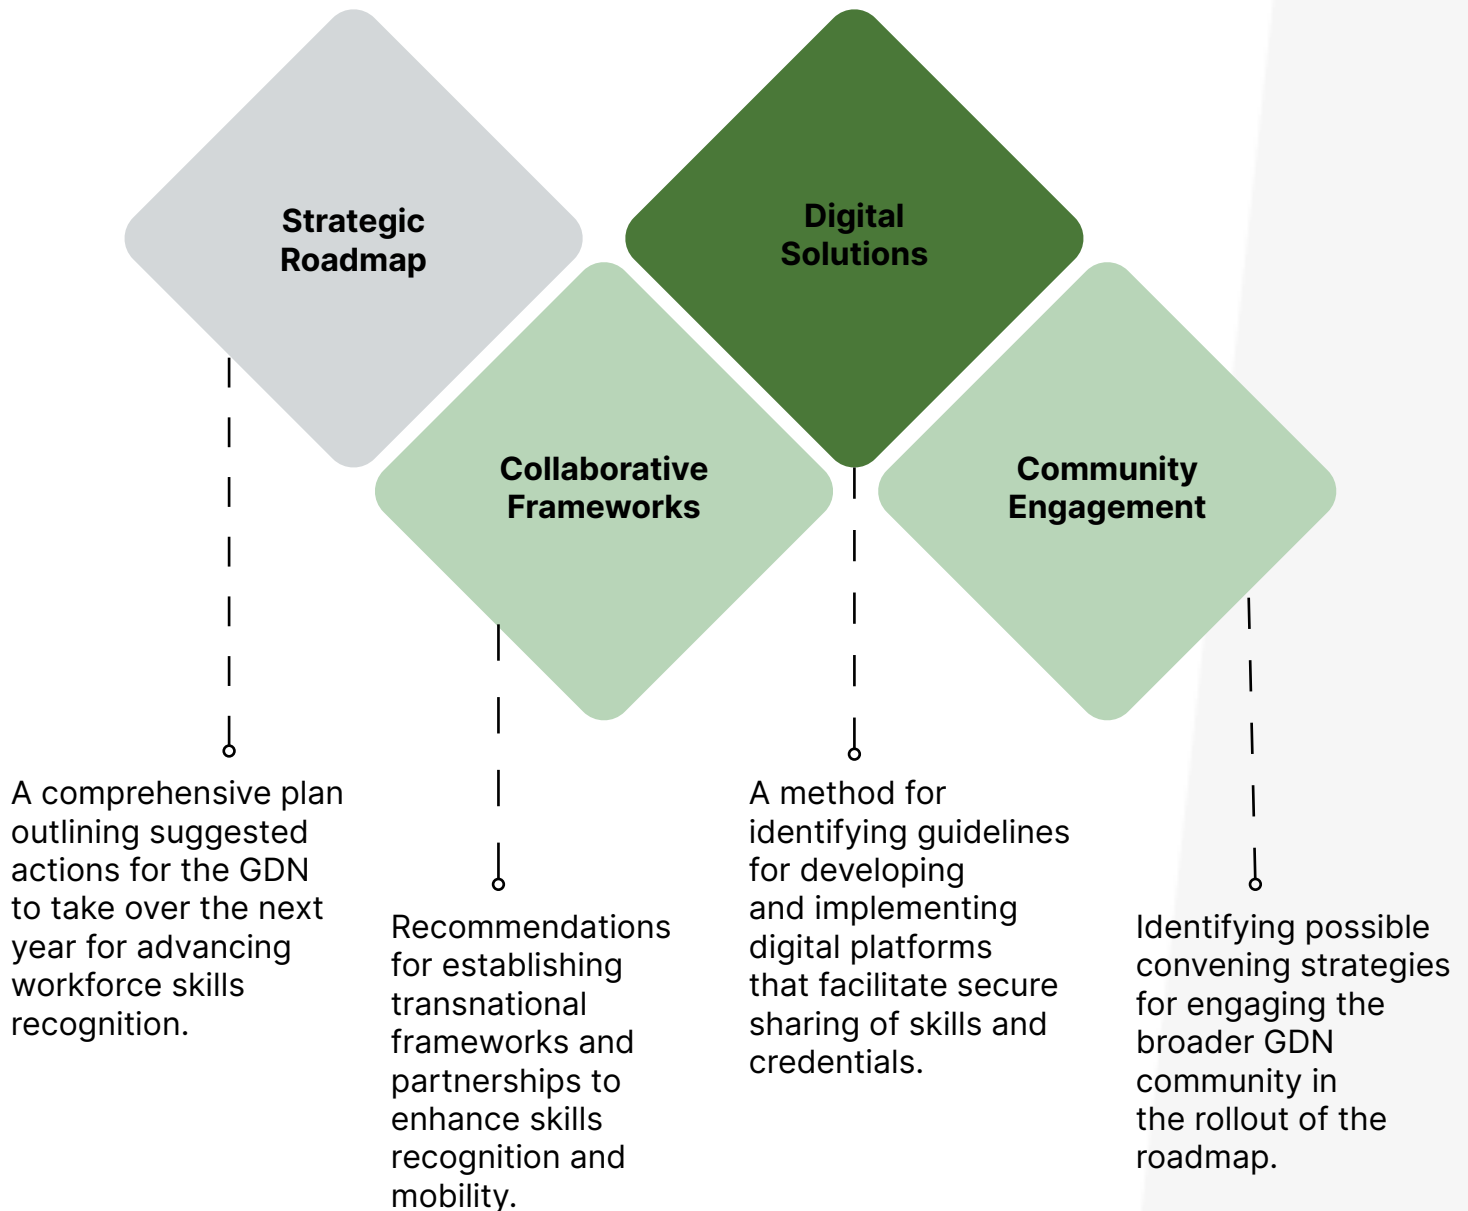 Strategic
Roadmap
Digital
Solutions
Collaborative
Frameworks
Community
Engagement
A comprehensive plan
outlining suggested
actions for the GDN
to take over the next
year for advancing
workforce skills
recognition.
Recommendations
for establishing
transnational
frameworks and
partnerships to
enhance skills
recognition and
mobility.
A method for
identifying guidelines
for developing
and implementing
digital platforms
that facilitate secure
sharing of skills and
credentials.
Identifying possible
convening strategies
for engaging the
broader GDN
community in
the rollout of the
roadmap.